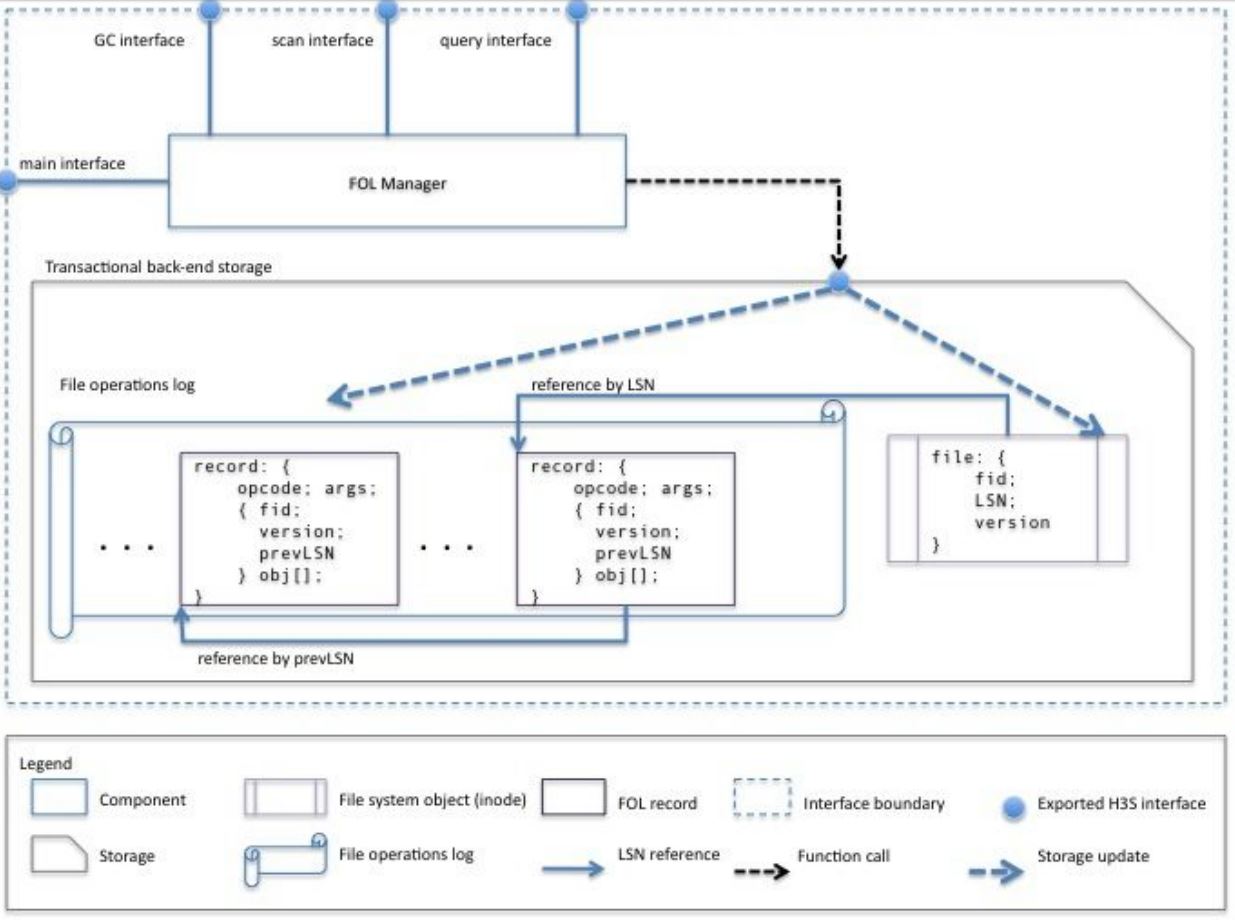 GC interface
scan interface
query interface
main interface
FOL Manager
Transactional back-end storage
File operations log
reference by LSN
record: {
opcode; args;
{ fid;
version;
prevLSN
} obj[];
}
. . .
record: {
opcode; args;
{ fid;
version;
prevLSN
} obj[];
}
. . .
file: {
fid;
LSN;
version
}
reference by prevLSN
Legend
Component
File system object (inode)
FOL record
Interface boundary
Exported H3S interface
Storage
File operations log
LSN reference
Function call
Storage update